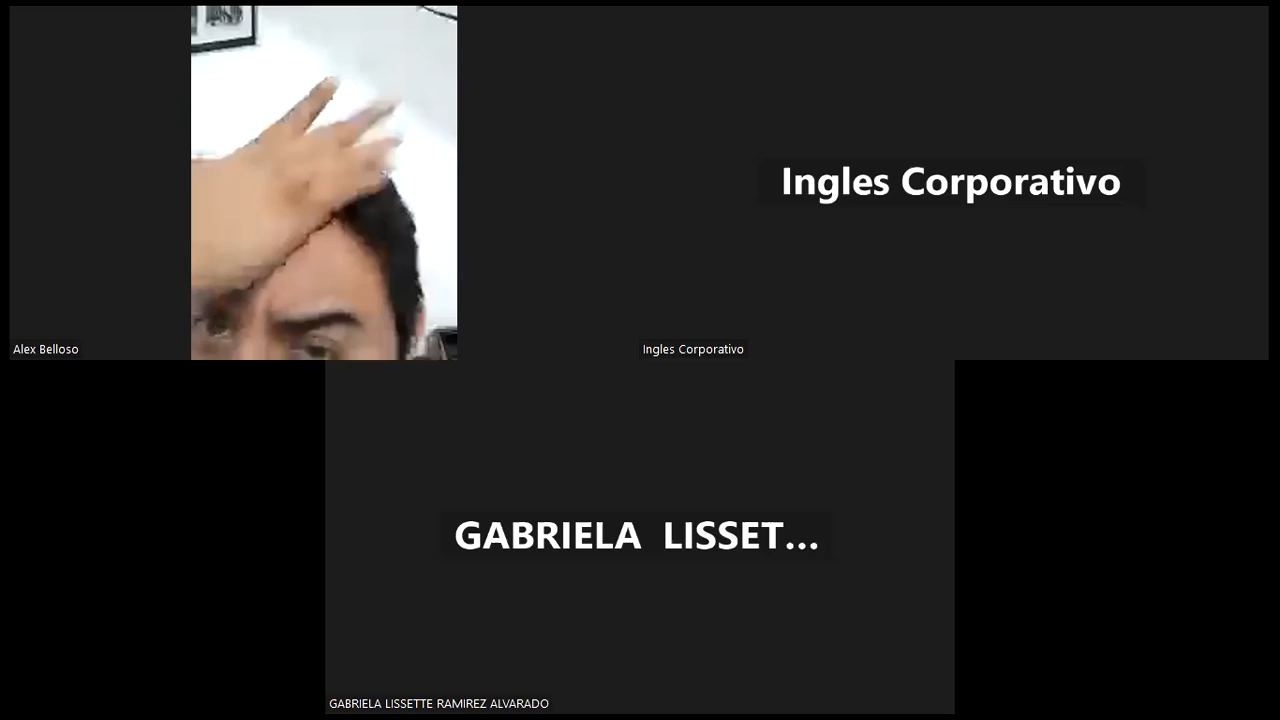 Ingles Corporativo
Alex Belloso
Ingles Corporativo
GABRIELA LISSET...
GABRIELA LISSETTE RAMIREZ ALVARADO